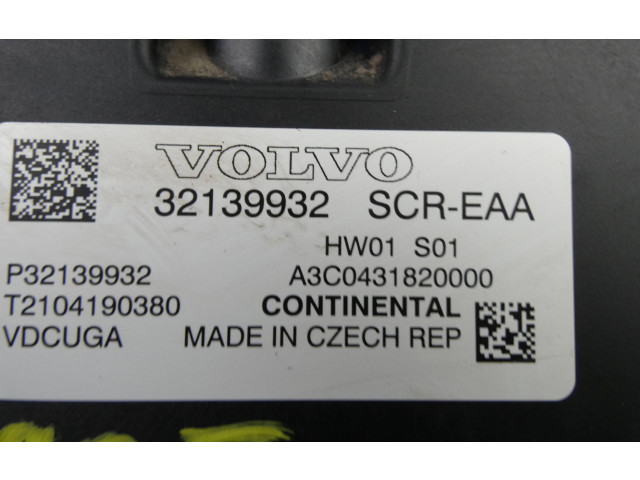 VOLVO
32139932 SCR-EAA
HW01 S01
P32139932 A3C0431820000
T2104190380 CONTINENTAL
VDCUGA MADE IN CZECH REP